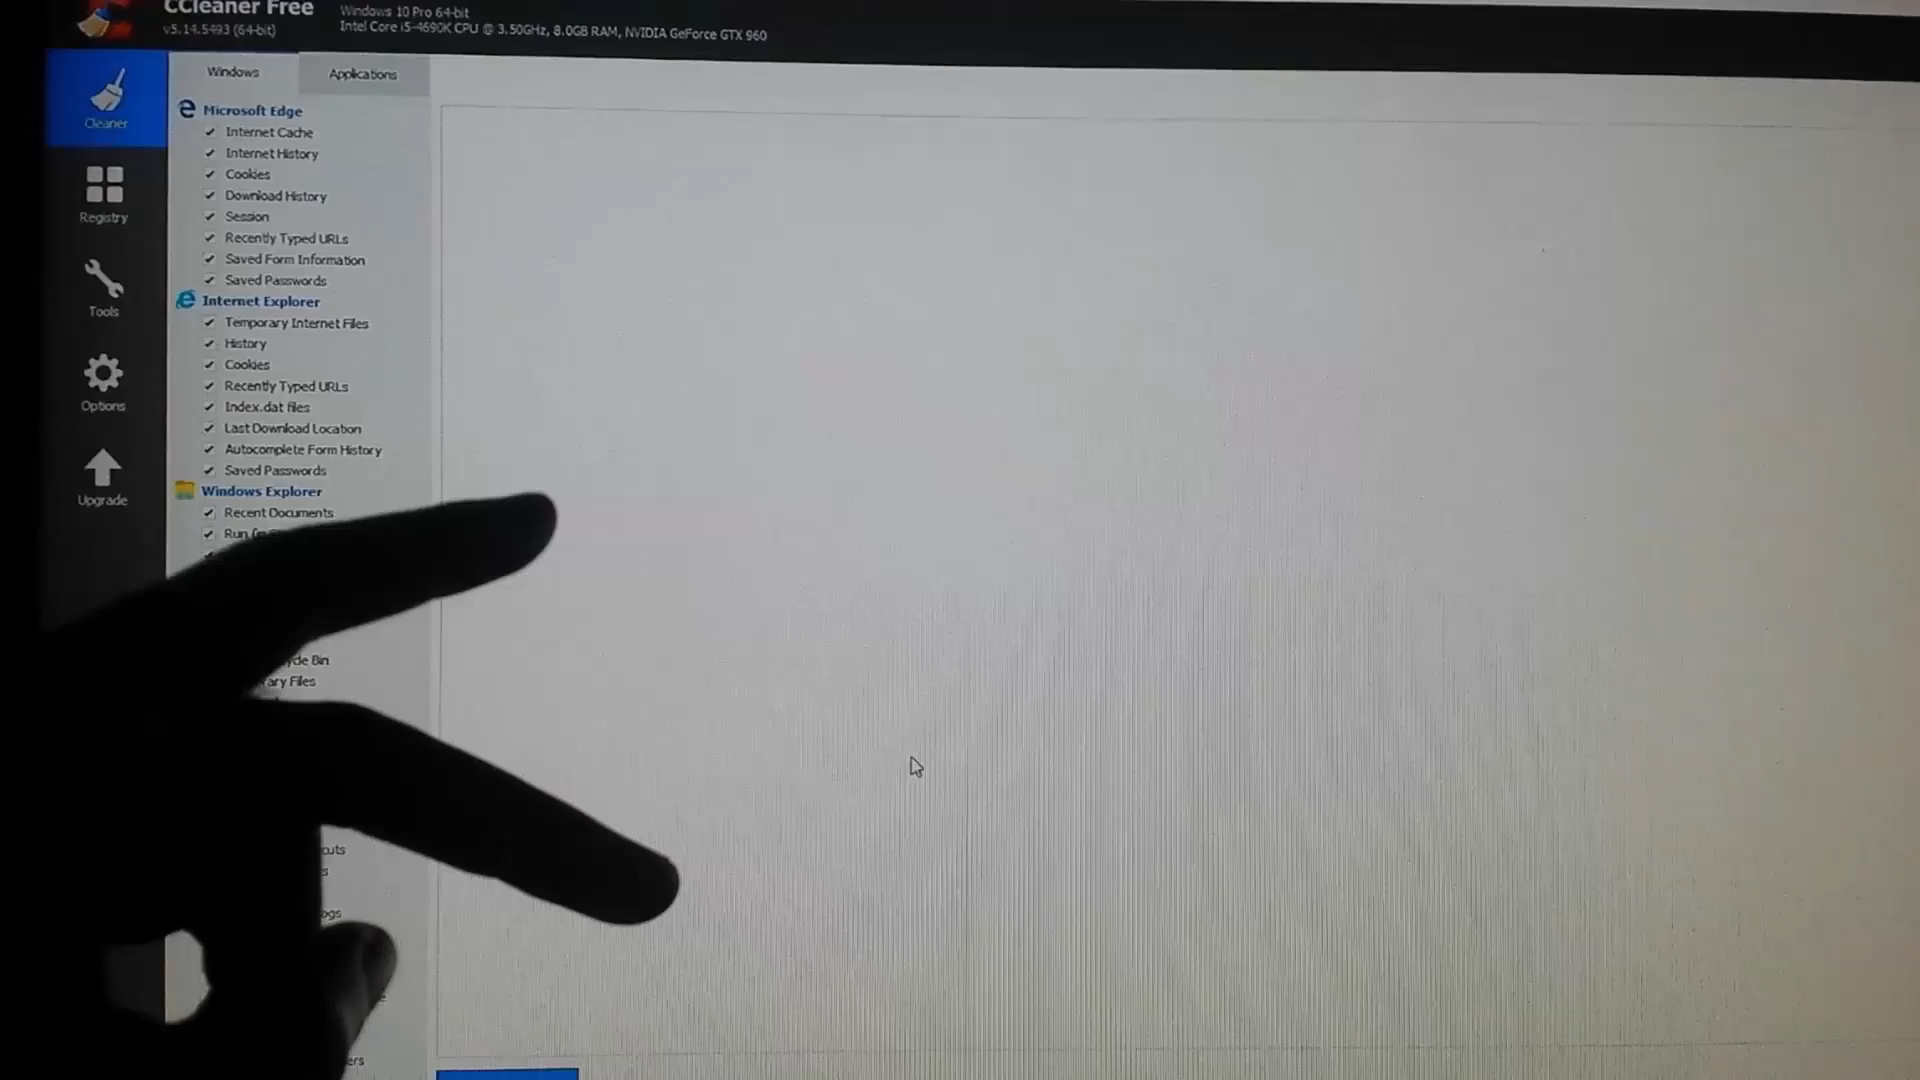 CCleaner Free
v5.14.5493 (64-bit)
Windows 10 Pro 64-bit
Intel Core i5-4690K CPU @ 3.50GHz, 8.0GB RAM, NVIDIA GeForce GTX 960
Cleaner
Registry
Tools
Options
Upgrade
Windows
Applications
Microsoft Edge
Internet Cache
Internet History
Cookies
Download History
Session
Recently Typed URLs
Saved Form Information
Saved Passwords
Internet Explorer
Temporary Internet Files
History
Cookies
Recently Typed URLs
Index.dat files
Last Download Location
Autocomplete Form History
Saved Passwords
Windows Explorer
Recent Documents
Run
Bin
Files